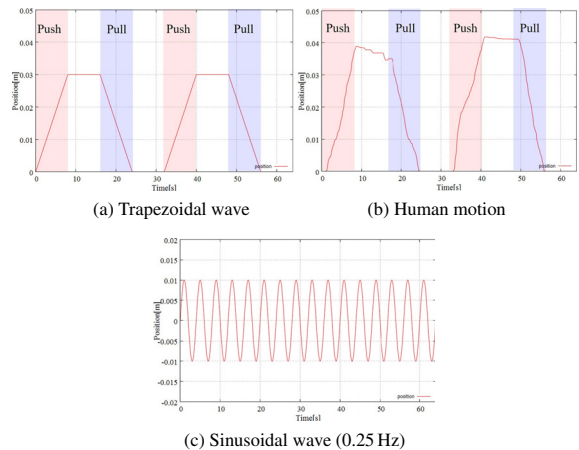 0.05
0.04
0.03
0.02
0.01
0
Position[m]
Push Pull Push Pull
position
0 10 20 30 40 50 60
Time[s]
(a) Trapezoidal wave
0.05
0.04
0.03
0.02
0.01
0
Position[m]
Push Pull Push Pull
position
0 10 20 30 40 50 60
Time[s]
(b) Human motion
0.02
0.015
0.01
0.005
0
-0.005
-0.01
-0.015
-0.02
Position[m]
position
0 10 20 30 40 50 60
Time[s]
(c) Sinusoidal wave (0.25 Hz)